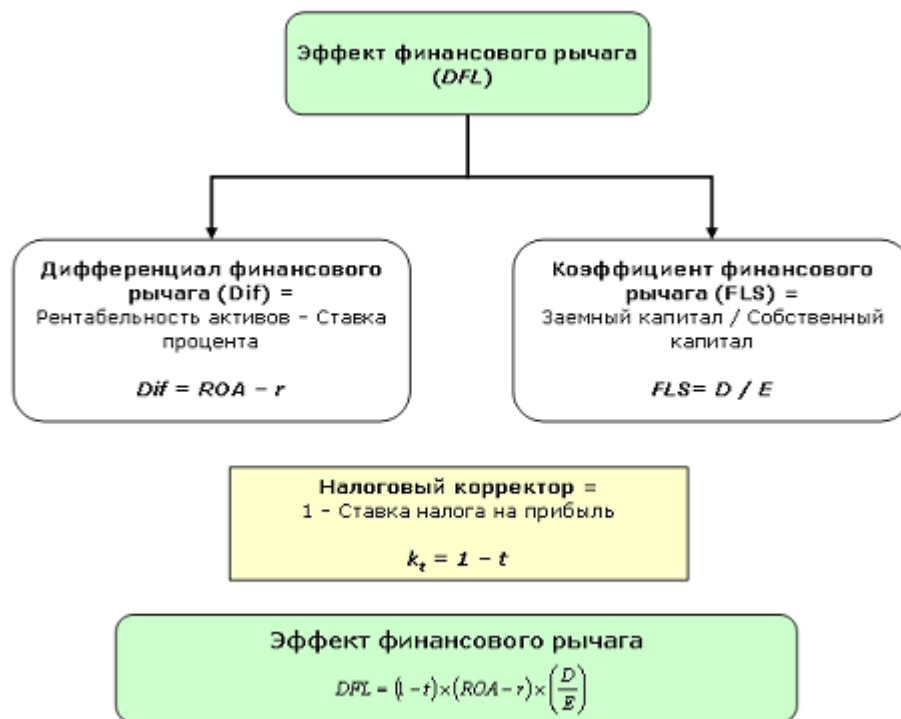 Эффект финансового рычага
(DFL)
Дифференциал финансового
рычага (Dif) =
Рентабельность активов – Ставка
процента
Dif = ROA – r
Коэффициент финансового
рычага (FLS) =
Заемный капитал / Собственный
капитал
FLS= D / E
Налоговый корректор =
1 – Ставка налога на прибыль
kₜ = 1 – t
Эффект финансового рычага
DFL = (1 - t)×(ROA - r)×(D/E)